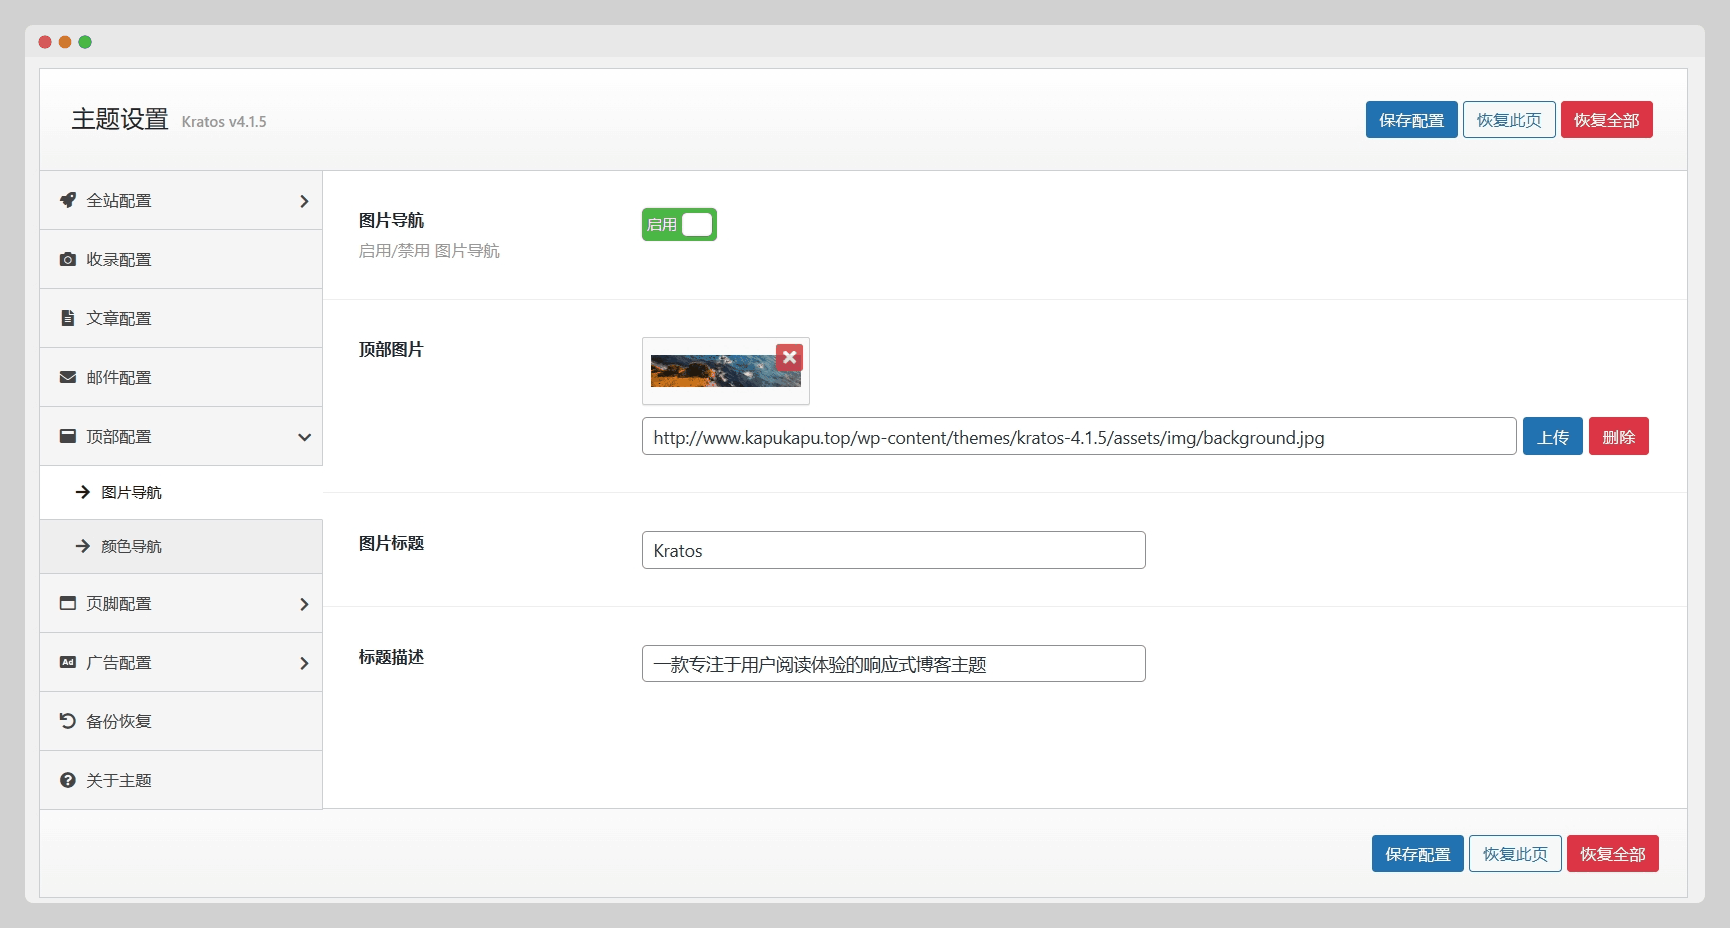 主题设置 Kratos v4.1.5
保存配置 恢复此页 恢复全部
全站配置
收录配置
文章配置
邮件配置
顶部配置
图片导航
颜色导航
页脚配置
Ad 广告配置
备份恢复
关于主题
图片导航
启用/禁用 图片导航
启用
顶部图片
http://www.kapukapu.top/wp-content/themes/kratos-4.1.5/assets/img/background.jpg
上传 删除
图片标题
Kratos
标题描述
一款专注于用户阅读体验的响应式博客主题
保存配置 恢复此页 恢复全部